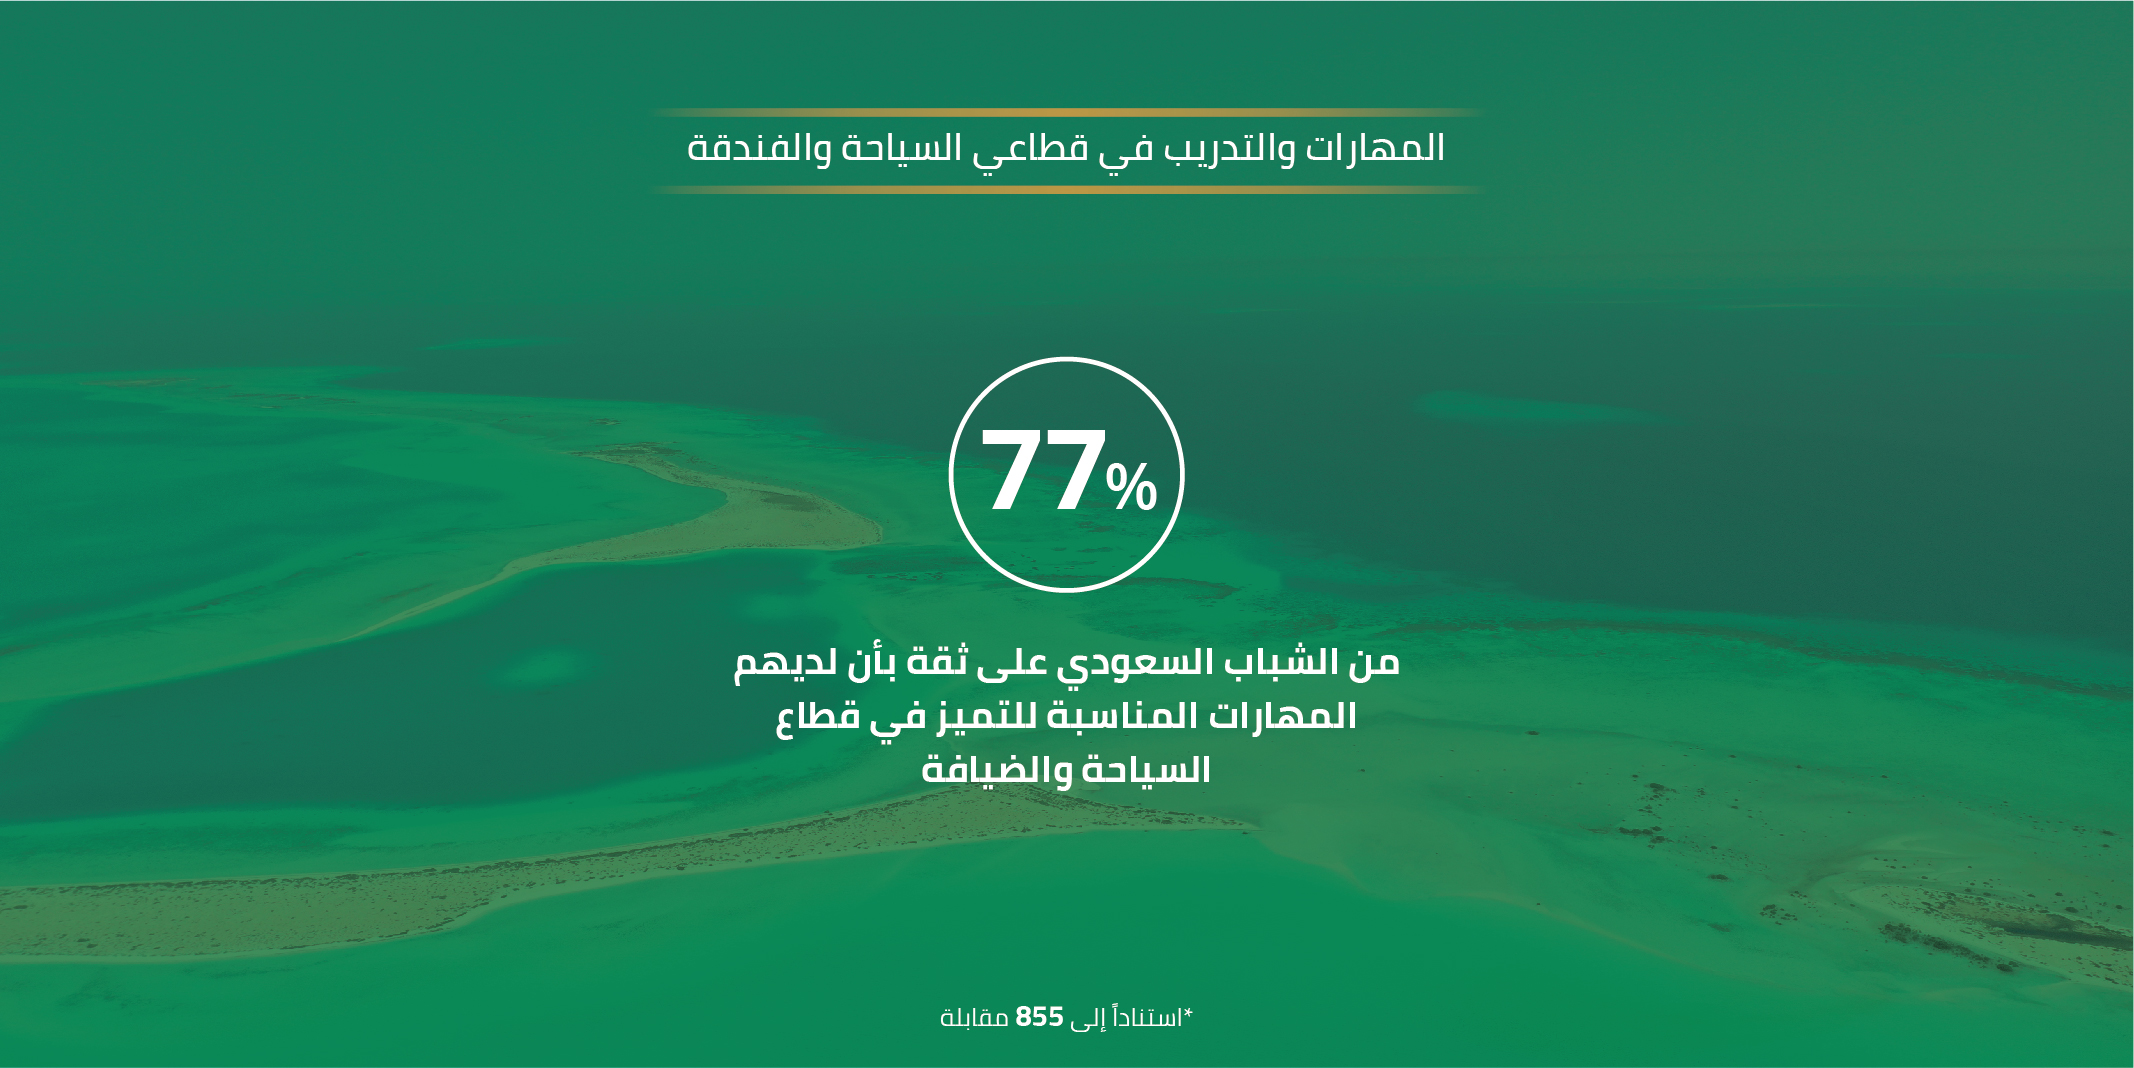 المهارات والتدريب في قطاعي السياحة والفندقة
77%
من الشباب السعودي على ثقة بأن لديهم
المهارات المناسبة للتميز في قطاع
السياحة والضيافة
*استناداً إلى 855 مقابلة